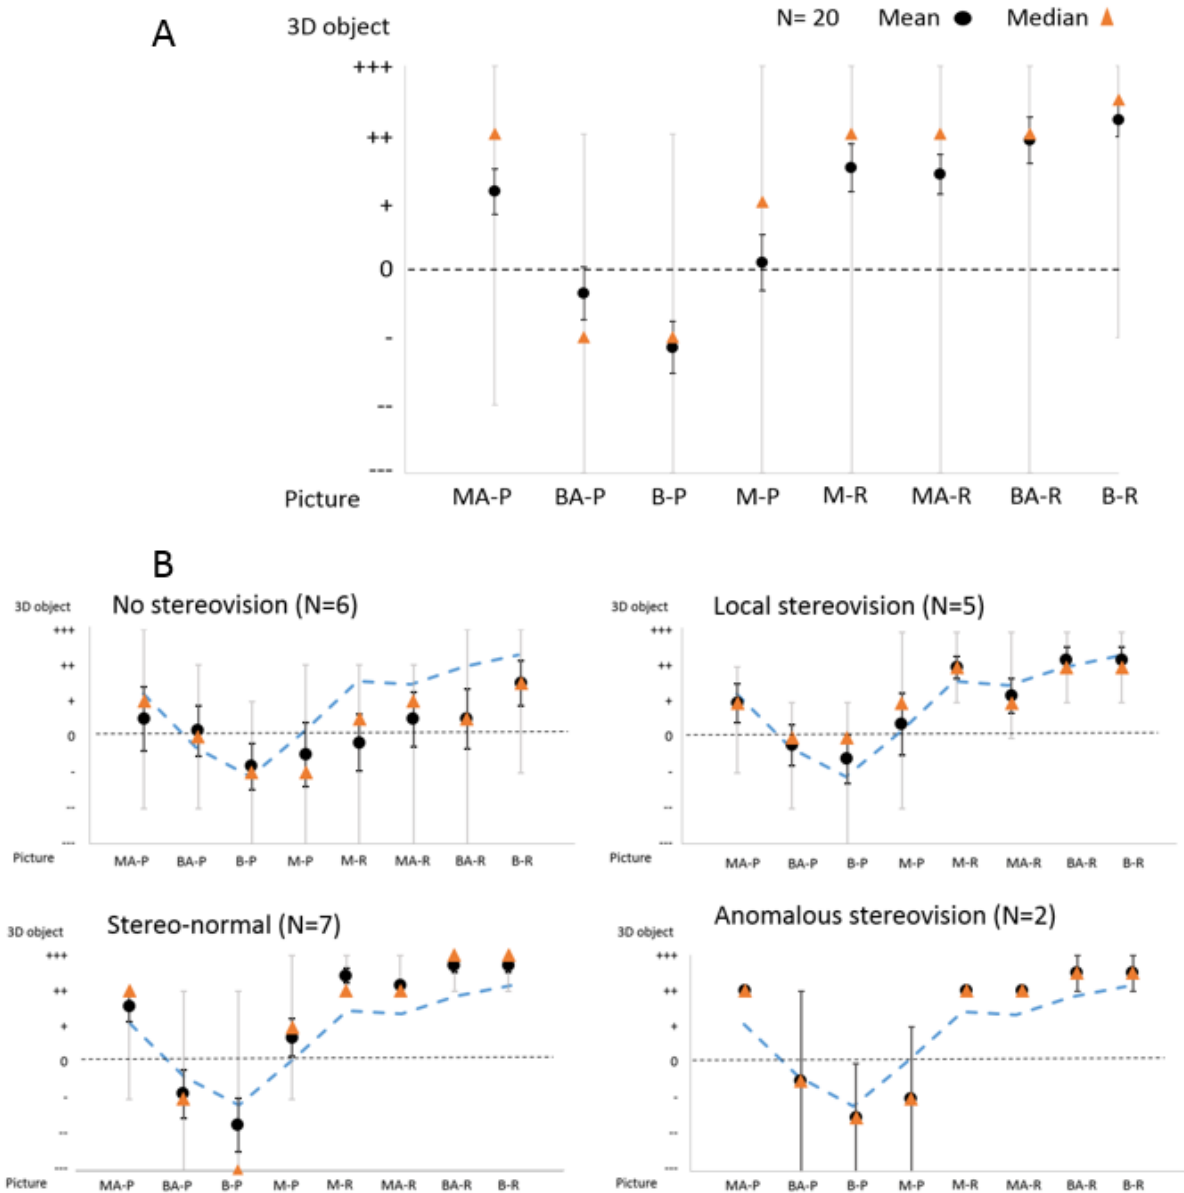 A
3D object
N= 20 Mean Median
+++
++
+
0
-
--
---
Picture MA-P BA-P B-P M-P M-R MA-R BA-R B-R
B
No stereovision (N=6)
3D object
+++
++
+
0
-
--
---
Picture MA-P BA-P B-P M-P M-R MA-R BA-R B-R
Local stereovision (N=5)
3D object
+++
++
+
0
-
--
---
Picture MA-P BA-P B-P M-P M-R MA-R BA-R B-R
Stereo-normal (N=7)
3D object
+++
++
+
0
-
--
---
Picture MA-P BA-P B-P M-P M-R MA-R BA-R B-R
Anomalous stereovision (N=2)
3D object
+++
++
+
0
-
--
---
Picture MA-P BA-P B-P M-P M-R MA-R BA-R B-R